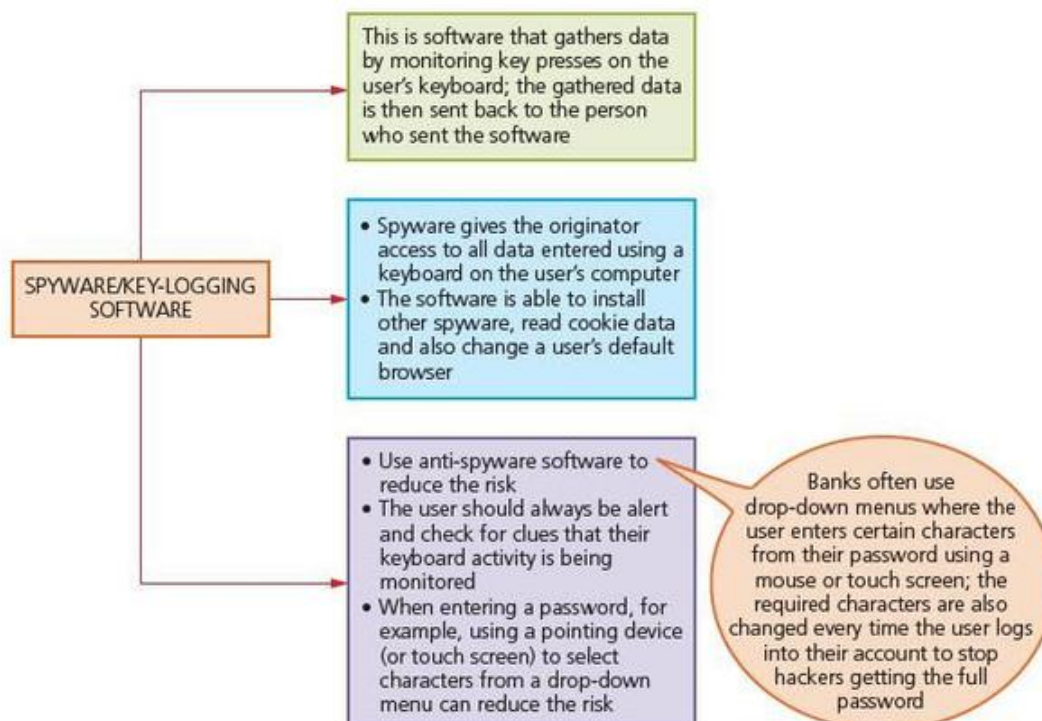 This is software that gathers data
by monitoring key presses on the
user's keyboard; the gathered data
is then sent back to the person
who sent the software
SPYWARE/KEY-LOGGING
SOFTWARE
• Spyware gives the originator
access to all data entered using a
keyboard on the user's computer
• The software is able to install
other spyware, read cookie data
and also change a user's default
browser
• Use anti-spyware software to
reduce the risk
• The user should always be alert
and check for clues that their
keyboard activity is being
monitored
• When entering a password, for
example, using a pointing device
(or touch screen) to select
characters from a drop-down
menu can reduce the risk
Banks often use
drop-down menus where the
user enters certain characters
from their password using a
mouse or touch screen; the
required characters are also
changed every time the user logs
into their account to stop
hackers getting the full
password